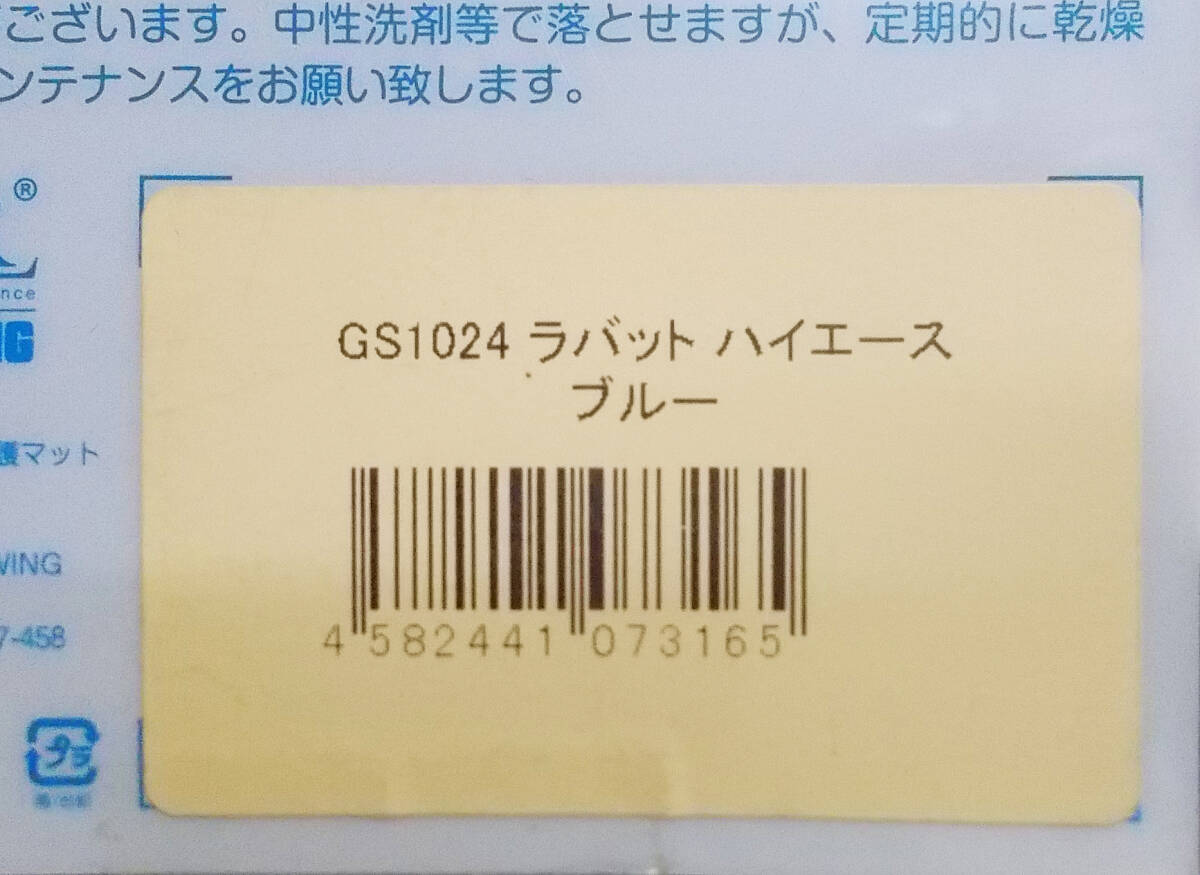 ございます。中性洗剤等で落とせますが、定期的に乾燥
ンテナンスをお願い致します。
®
nce
GS1024 ラバット ハイエース
ブルー
護マット
WING
7-458
4 582441 073165
プラ